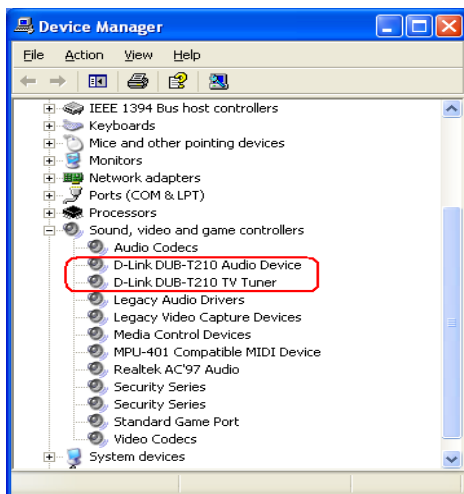 Device Manager
File Action View Help
IEEE 1394 Bus host controllers
Keyboards
Mice and other pointing devices
Monitors
Network adapters
Ports (COM & LPT)
Processors
Sound, video and game controllers
Audio Codecs
D-Link DUB-T210 Audio Device
D-Link DUB-T210 TV Tuner
Legacy Audio Drivers
Legacy Video Capture Devices
Media Control Devices
MPU-401 Compatible MIDI Device
Realtek AC'97 Audio
Security Series
Security Series
Standard Game Port
Video Codecs
System devices